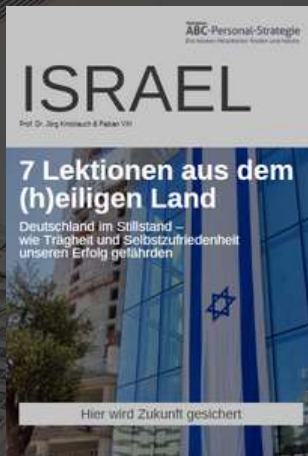 ABC-Personal-Strategie
ISRAEL
Prof. Dr. Jörg Knoblauch & Fabian Vilt
7 Lektionen aus dem
(h)eiligen Land
Deutschland im Stillstand –
wie Trägheit und Selbstzufriedenheit
unseren Erfolg gefährden
Hier wird Zukunft gesichert